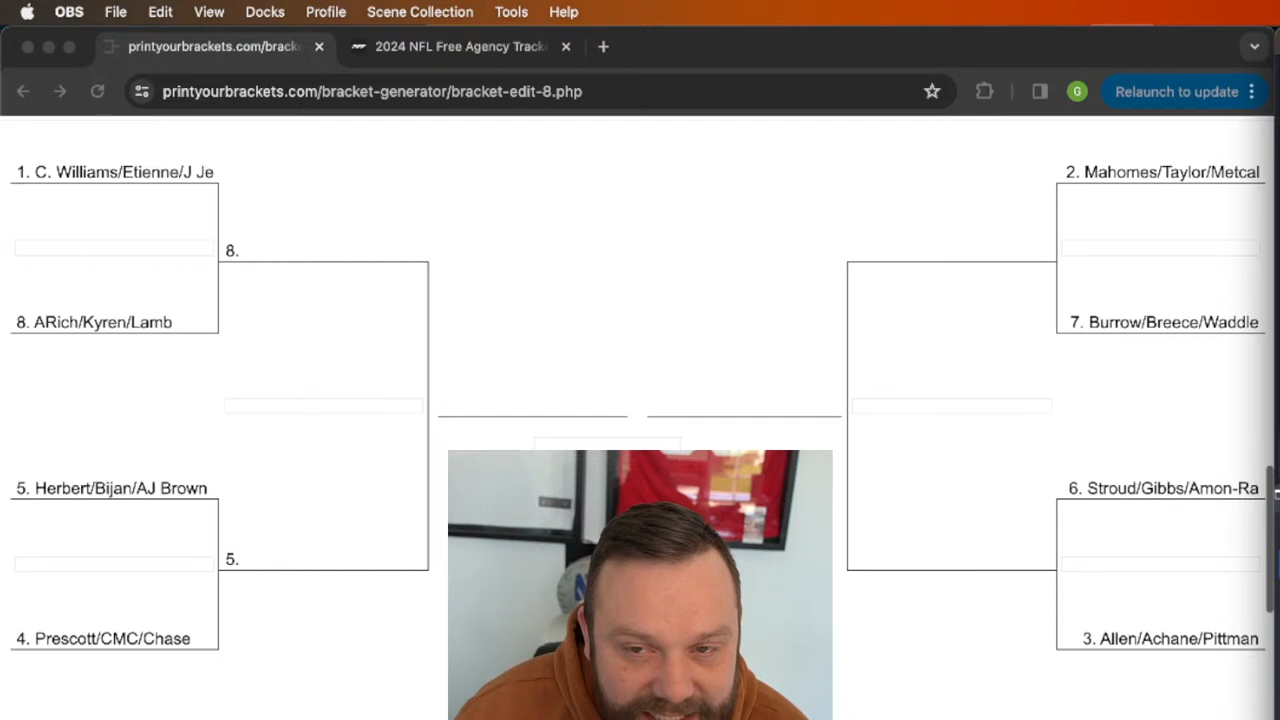 OBS File Edit View Docks Profile Scene Collection Tools Help
printyourbrackets.com/brack 2024 NFL Free Agency Track
printyourbrackets.com/bracket-generator/bracket-edit-8.php G Relaunch to update
1. C. Williams/Etienne/J Je
2. Mahomes/Taylor/Metcal
8.
8. ARich/Kyren/Lamb
7. Burrow/Breece/Waddle
5. Herbert/Bijan/AJ Brown
6. Stroud/Gibbs/Amon-Ra
5.
4. Prescott/CMC/Chase
3. Allen/Achane/Pittman